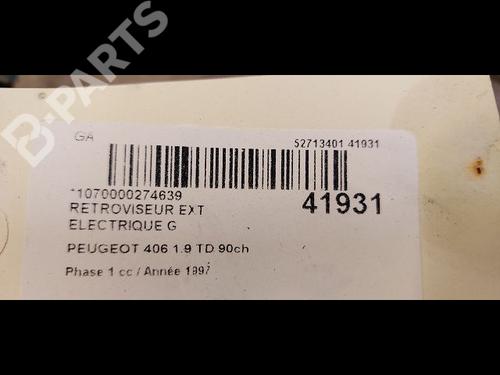 B-PARTS
GA
52713401 41931
*1070000274639
41931
RETROVISEUR EXT
ELECTRIQUE G
PEUGEOT 406 1.9 TD 90ch
Phase 1 cc / Année 1997